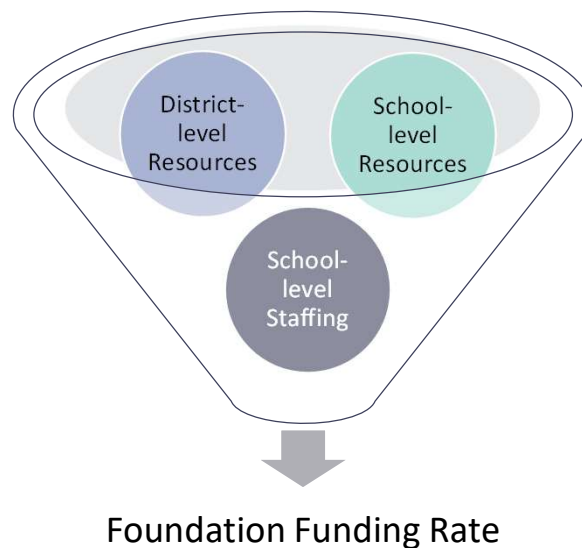 District-
level
Resources
School-
level
Resources
School-
level
Staffing
Foundation Funding Rate